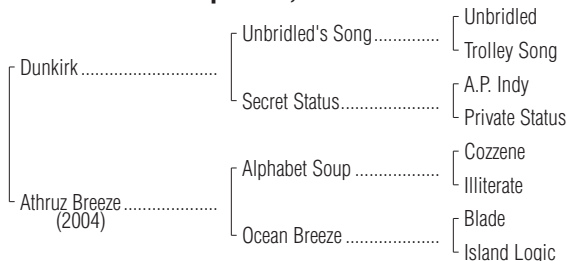 Unbridled
Unbridled's Song..............
Trolley Song
Dunkirk .................................
A.P. Indy
Secret Status.....................
Private Status
Cozzene
Alphabet Soup ..................
Illiterate
Athruz Breeze ......................
(2004)
Blade
Ocean Breeze ....................
Island Logic